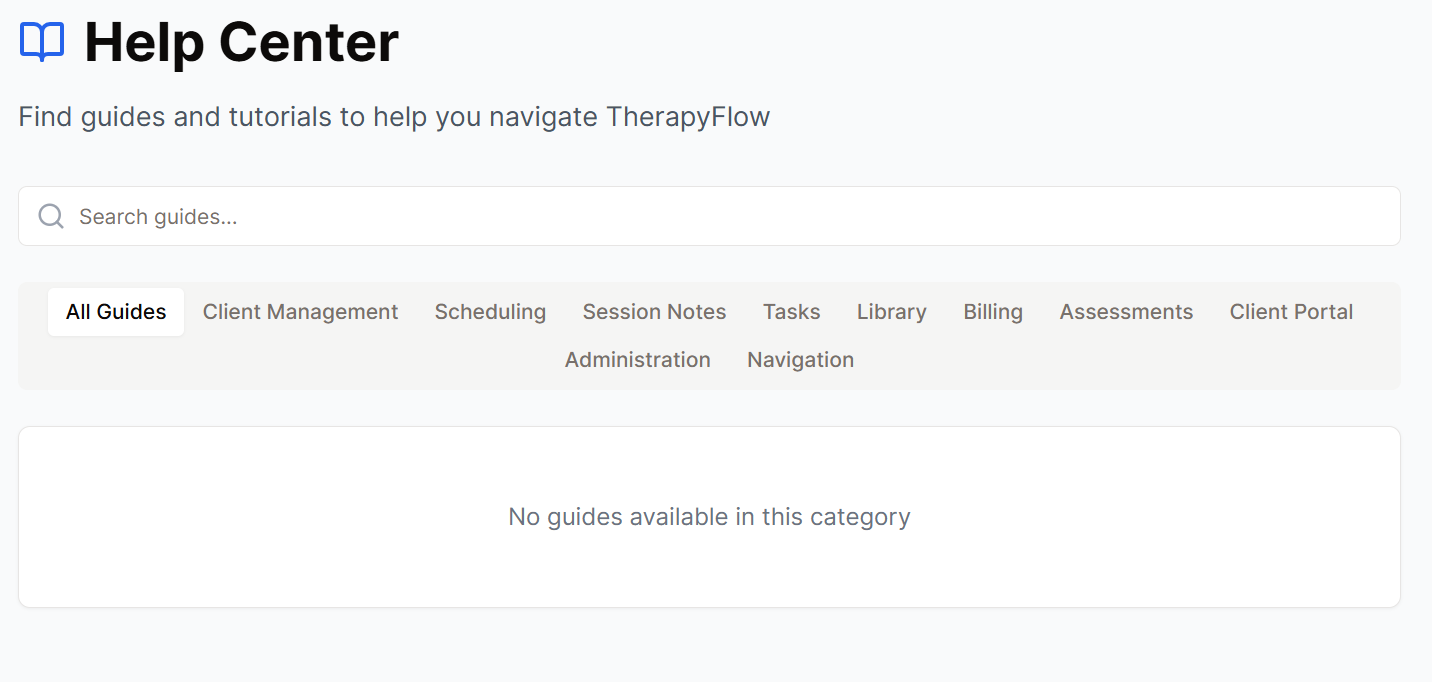 Help Center
Find guides and tutorials to help you navigate TherapyFlow
Search guides...
All Guides Client Management Scheduling Session Notes Tasks Library Billing Assessments Client Portal
Administration Navigation
No guides available in this category